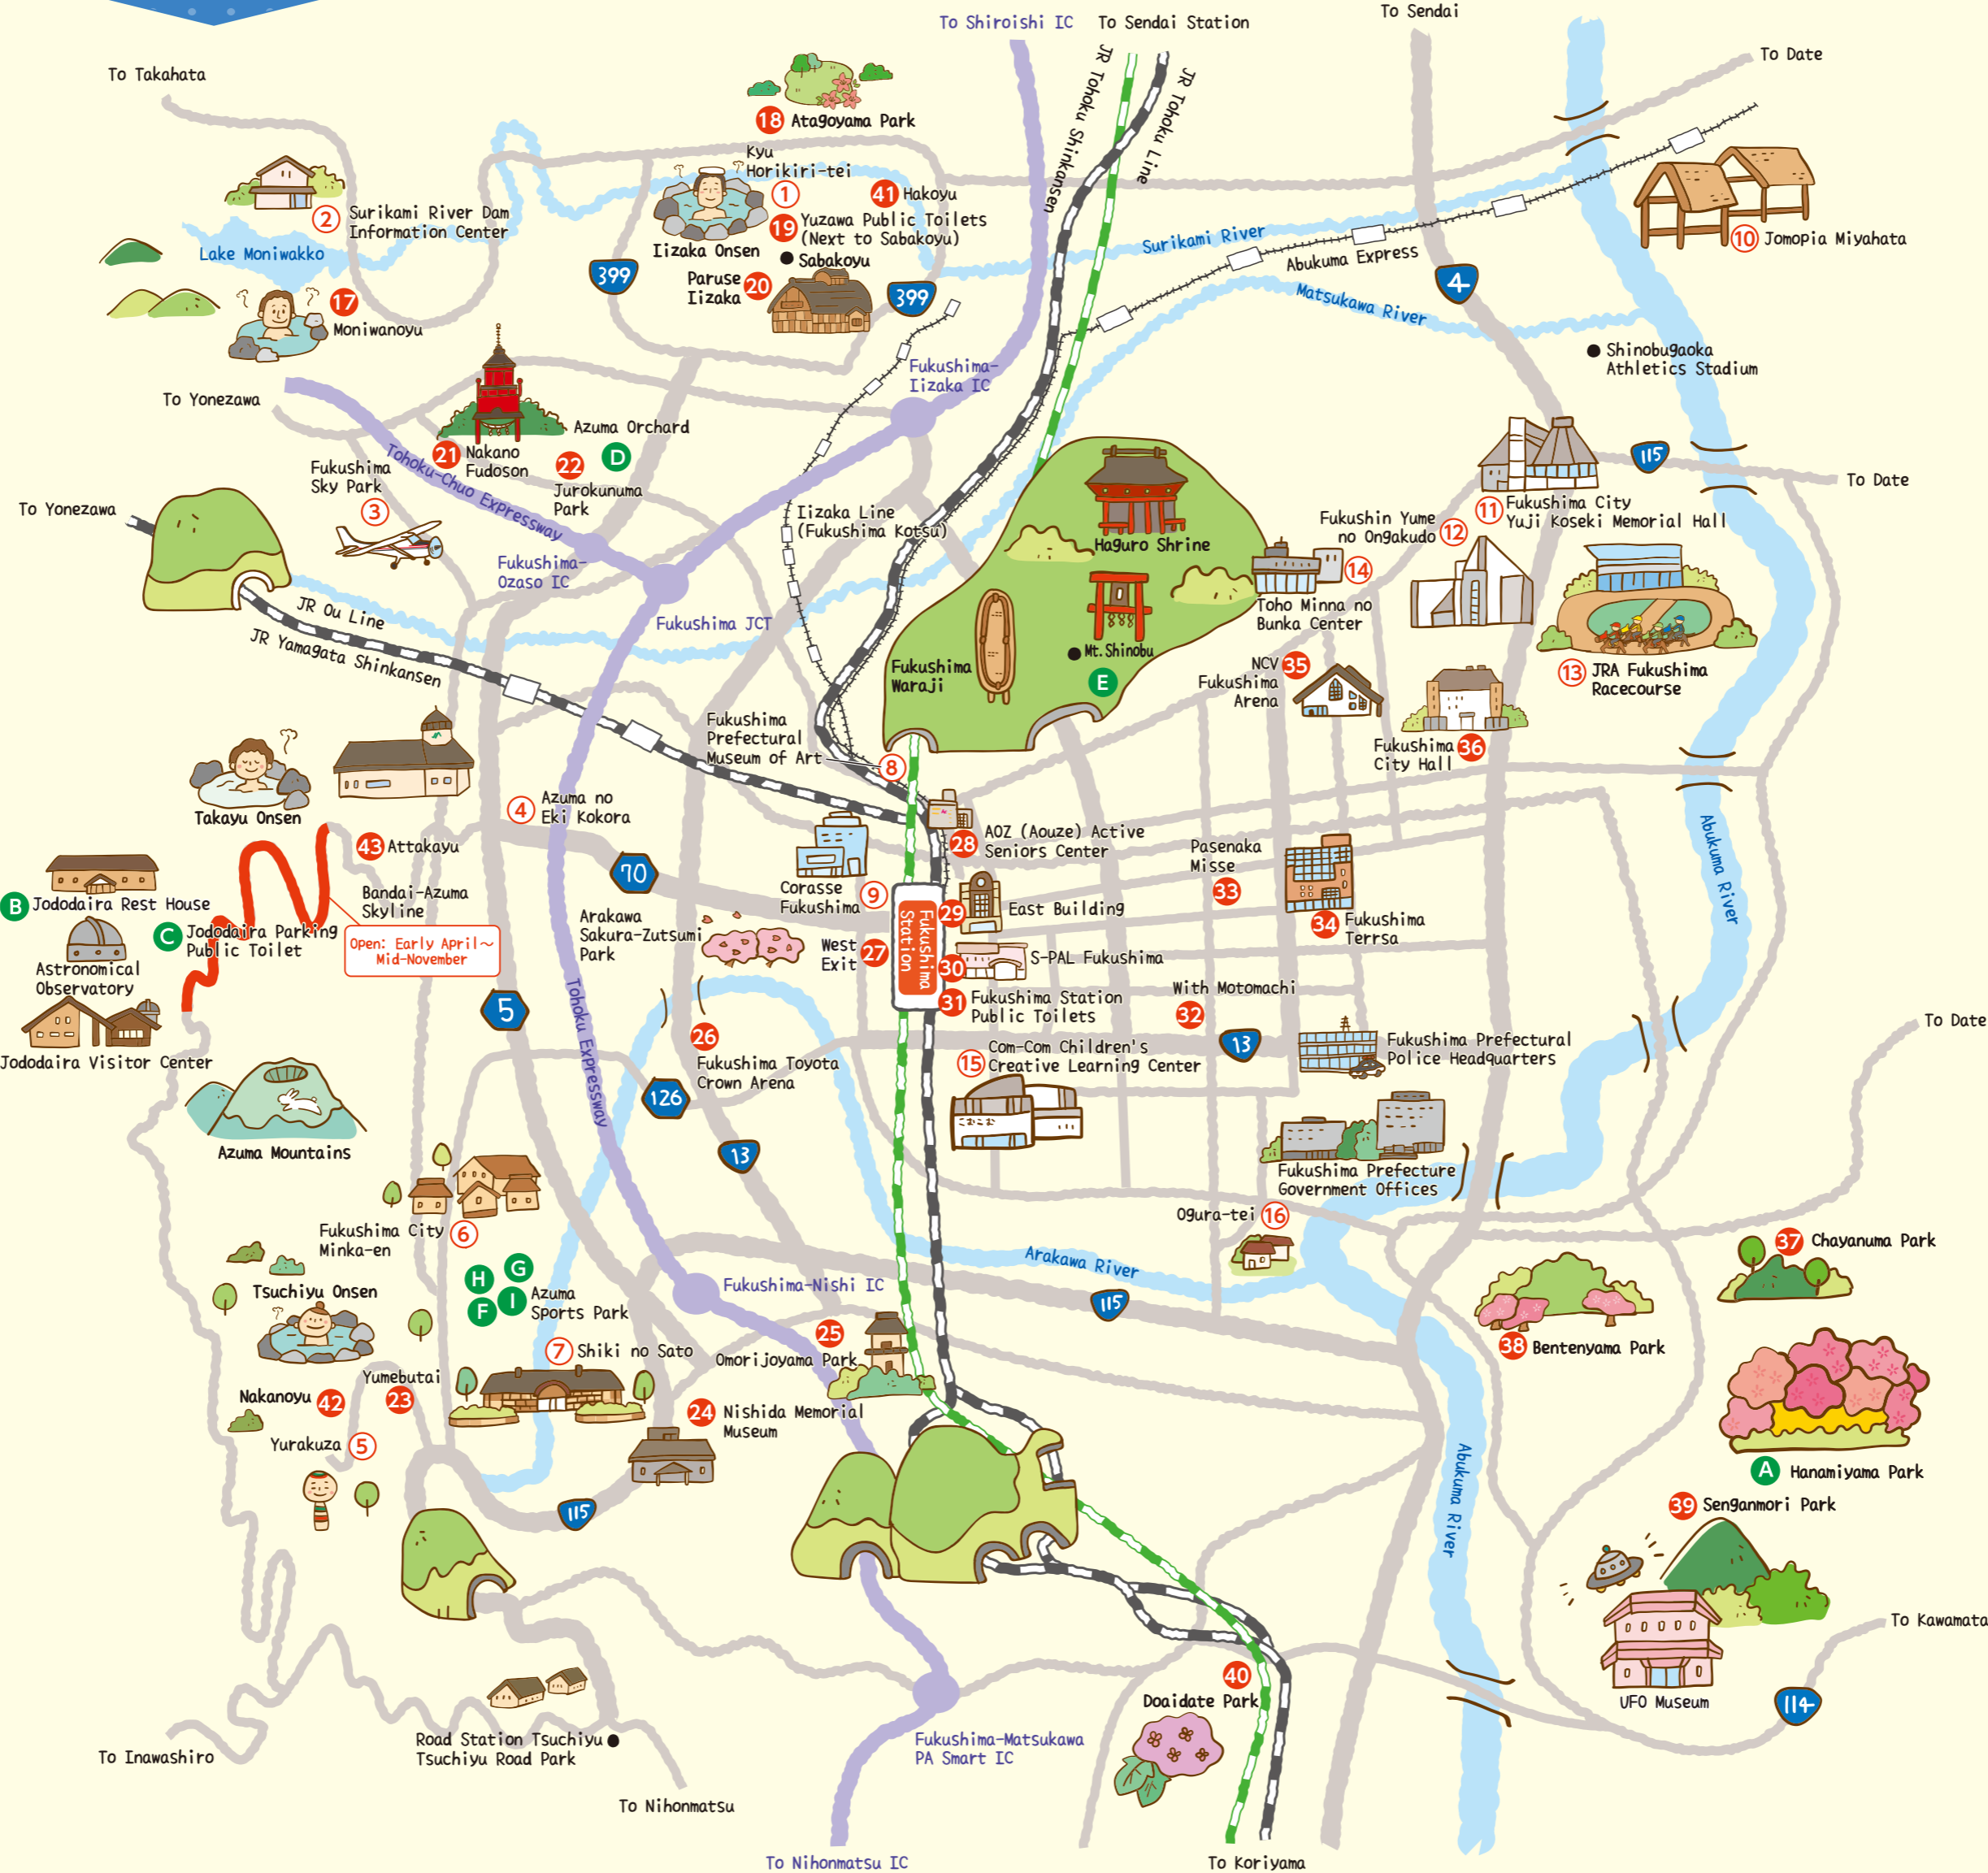 To Shiroishi IC
To Sendai Station
To Sendai
To Date
To Takahata
JR Tohoku Shinkansen
JR Tohoku Line
18 Atagoyama Park
Kyu
Horikiri-tei
1
41 Hakoyu
19 Yuzawa Public Toilets
(Next to Sabakoyu)
Iizaka Onsen
Sabakoyu
Paruse
Iizaka
20
399
399
2 Surikami River Dam
Information Center
Lake Moniwakko
17
Moniwanoyu
Surikami River
Abukuma Express
Matsukawa River
4
10 Jomopia Miyahata
Shinobugaoka
Athletics Stadium
Fukushima-
Iizaka IC
To Yonezawa
Tohoku-Chuo Expressway
21 Nakano
Fudoson
Azuma Orchard
D
22
Jurokunuma
Park
Fukushima
Sky Park
3
To Yonezawa
Iizaka Line
(Fukushima Kotsu)
Fukushima-
Ozaso IC
Fukushima JCT
JR Ou Line
JR Yamagata Shinkansen
Haguro Shrine
Mt. Shinobu
E
Fukushima
Waraji
115
To Date
11 Fukushima City
Yuji Koseki Memorial Hall
Fukushin Yume
no Ongakudo
12
14
Toho Minna no
Bunka Center
13 JRA Fukushima
Racecourse
NCV
Fukushima
Arena
35
Fukushima
City Hall
36
Fukushima
Prefectural
Museum of Art
8
Takayu Onsen
4 Azuma no
Eki Kokora
43 Attakayu
70
Bandai-Azuma
Skyline
Open: Early April~
Mid-November
B Jododaira Rest House
C Jododaira Parking
Public Toilet
Astronomical
Observatory
Jododaira Visitor Center
Azuma Mountains
28 AOZ (Aouze) Active
Seniors Center
Corasse
Fukushima
9
Fukushima
Station
29
East Building
West
Exit
27
30
S-PAL Fukushima
31 Fukushima Station
Public Toilets
Pasenaka
Misse
33
34 Fukushima
Terrsa
With Motomachi
32
13
Abukuma River
Arakawa
Sakura-Zutsumi
Park
5
Tohoku Expressway
26
Fukushima Toyota
Crown Arena
126
13
15 Com-Com Children's
Creative Learning Center
こむこむ
Fukushima Prefectural
Police Headquarters
To Date
Fukushima Prefecture
Government Offices
Ogura-tei 16
Fukushima City
Minka-en
6
H
G
F
I
Azuma
Sports Park
Tsuchiyu Onsen
Fukushima-Nishi IC
Arakawa River
115
37 Chayanuma Park
38 Bentenyama Park
7 Shiki no Sato
25
Omorijoyama Park
Yumebutai
23
Nakanoyu 42
Yurakuza 5
24 Nishida Memorial
Museum
115
Abukuma River
A Hanamiyama Park
39 Senganmori Park
UFO Museum
To Kawamata
114
40
Doaidate Park
Road Station Tsuchiyu
Tsuchiyu Road Park
To Inawashiro
To Nihonmatsu
Fukushima-Matsukawa
PA Smart IC
To Nihonmatsu IC
To Koriyama